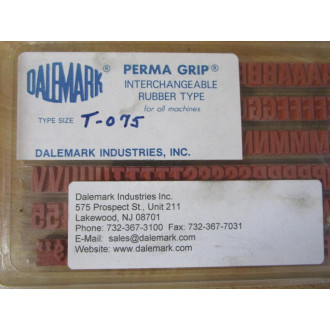 DALEMARK®
PERMA GRIP®
INTERCHANGEABLE
RUBBER TYPE
for all machines
TYPE SIZE T-075
DALEMARK INDUSTRIES, INC.
Dalemark Industries Inc.
575 Prospect St., Unit 211
Lakewood, NJ 08701
Phone: 732-367-3100 Fax: 732-367-7031
E-Mail: sales@dalemark.com
Website: www.dalemark.com